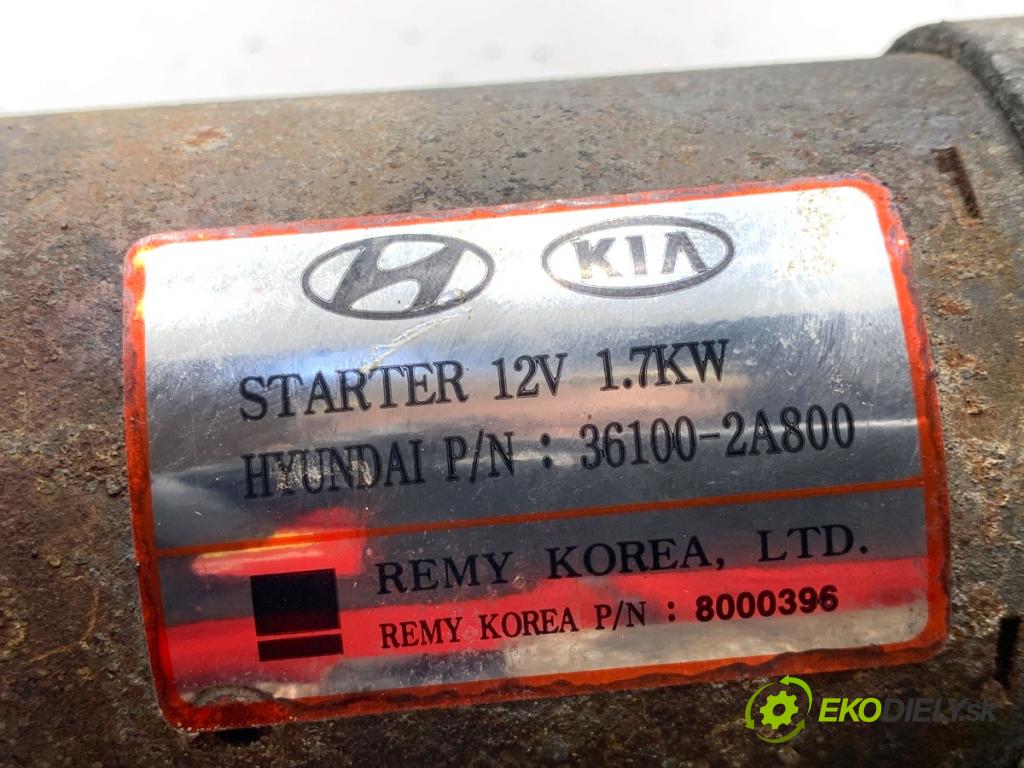 KIA
STARTER 12V 1.7KW
HYUNDAI P/N : 36100-2A800
REMY KOREA, LTD.
REMY KOREA P/N : 8000396
EKODIELY.sk